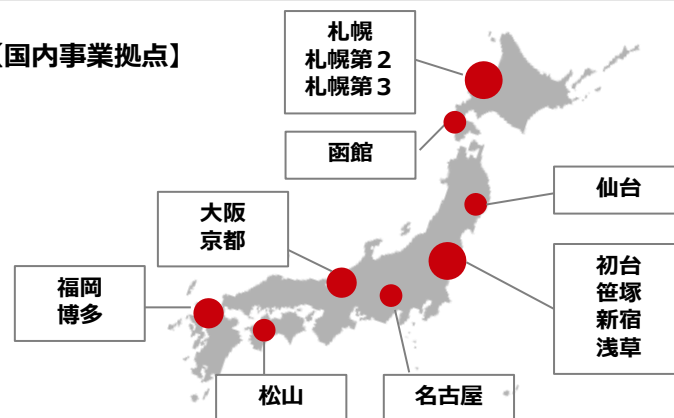 【国内事業拠点】
札幌
札幌第２
札幌第３
函館
仙台
大阪
京都
初台
笹塚
新宿
浅草
福岡
博多
松山
名古屋